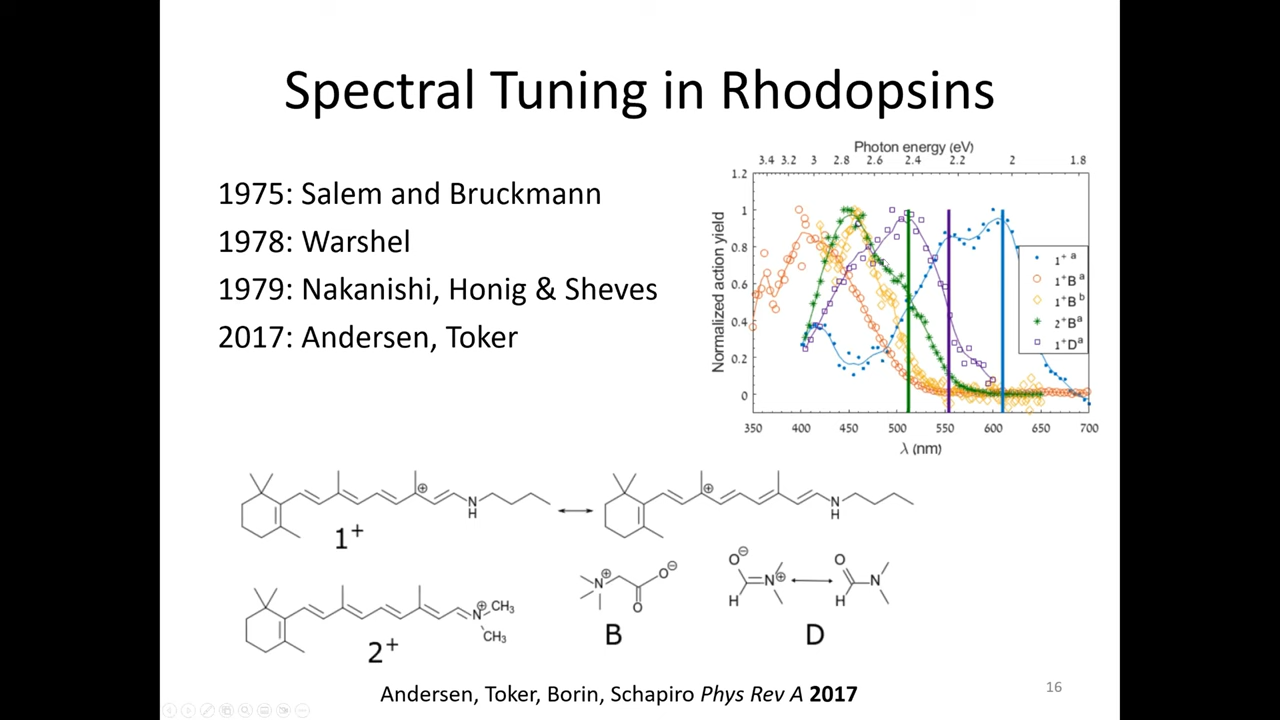 Spectral Tuning in Rhodopsins
1975: Salem and Bruckmann
1978: Warshel
1979: Nakanishi, Honig & Sheves
2017: Andersen, Toker
Photon energy (eV)
3.4 3.2 3 2.8 2.6 2.4 2.2 2 1.8
Normalized action yield
1.2
1
0.8
0.6
0.4
0.2
0
1⁺ ᵃ
1⁺Bᵃ
1⁺Bᵇ
2⁺Bᵃ
1⁺Dᵃ
350 400 450 500 550 600 650 700
λ (nm)
⊕
N
H
1⁺
⊕
N
H
N⊕
CH₃
CH₃
2⁺
N⊕
O⊖
O
B
O⊖
N⊕
H
O
N
H
D
Andersen, Toker, Borin, Schapiro Phys Rev A 2017
16